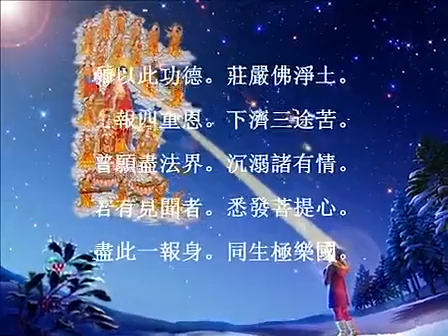 願以此功德。莊嚴佛淨土。
上報四重恩。下濟三途苦。
普願盡法界。沉溺諸有情。
若有見聞者。悉發菩提心。
盡此一報身。同生極樂國。